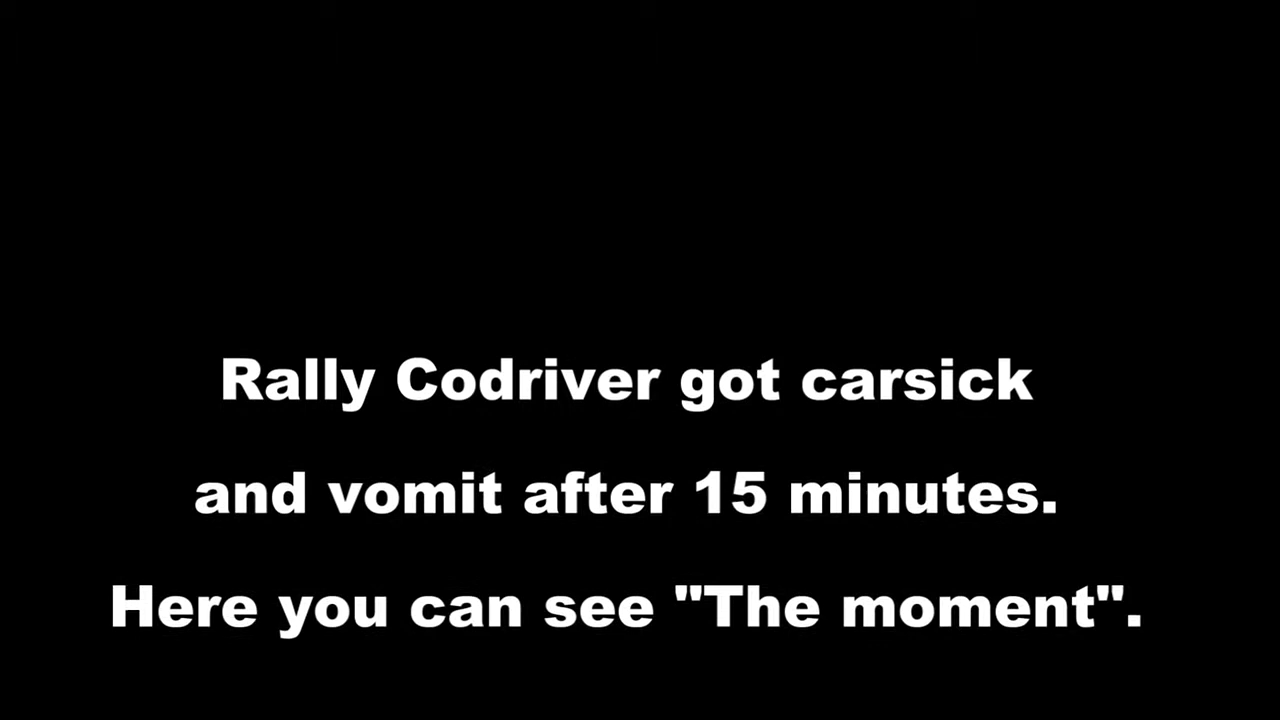 Rally Codriver got carsick
and vomit after 15 minutes.
Here you can see "The moment".